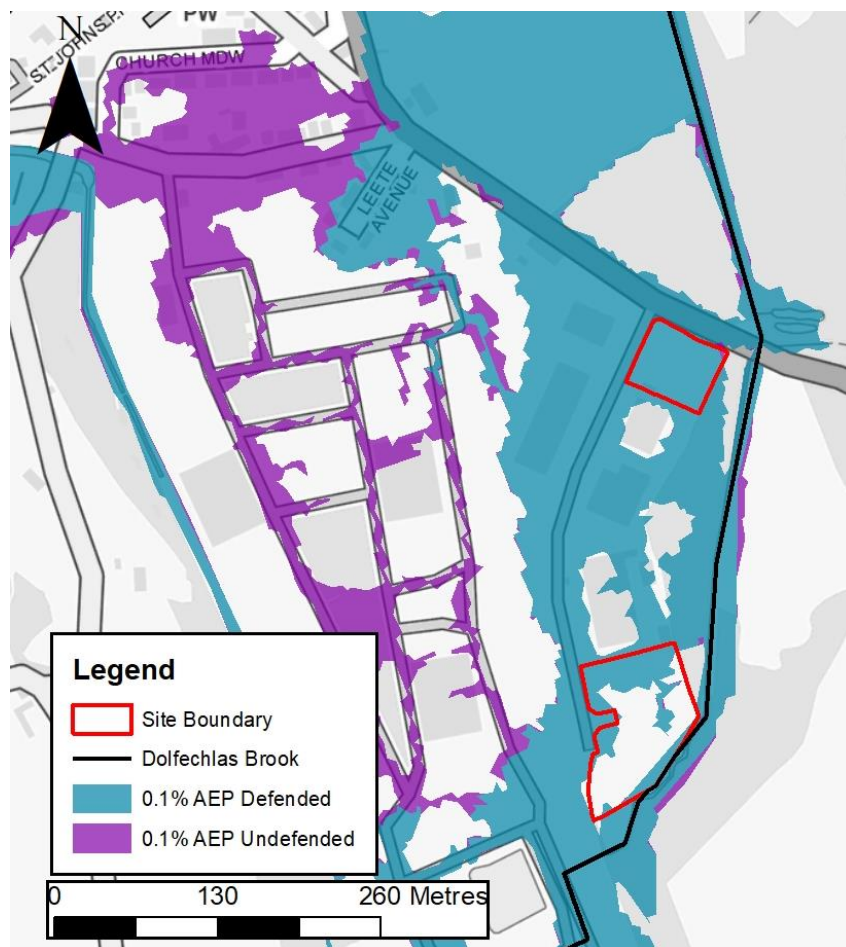 N
PW
ST.JOHNS.P
CHURCH MDW
LEETE
AVENUE
Legend
Site Boundary
Dolfechlas Brook
0.1% AEP Defended
0.1% AEP Undefended
0 130 260 Metres